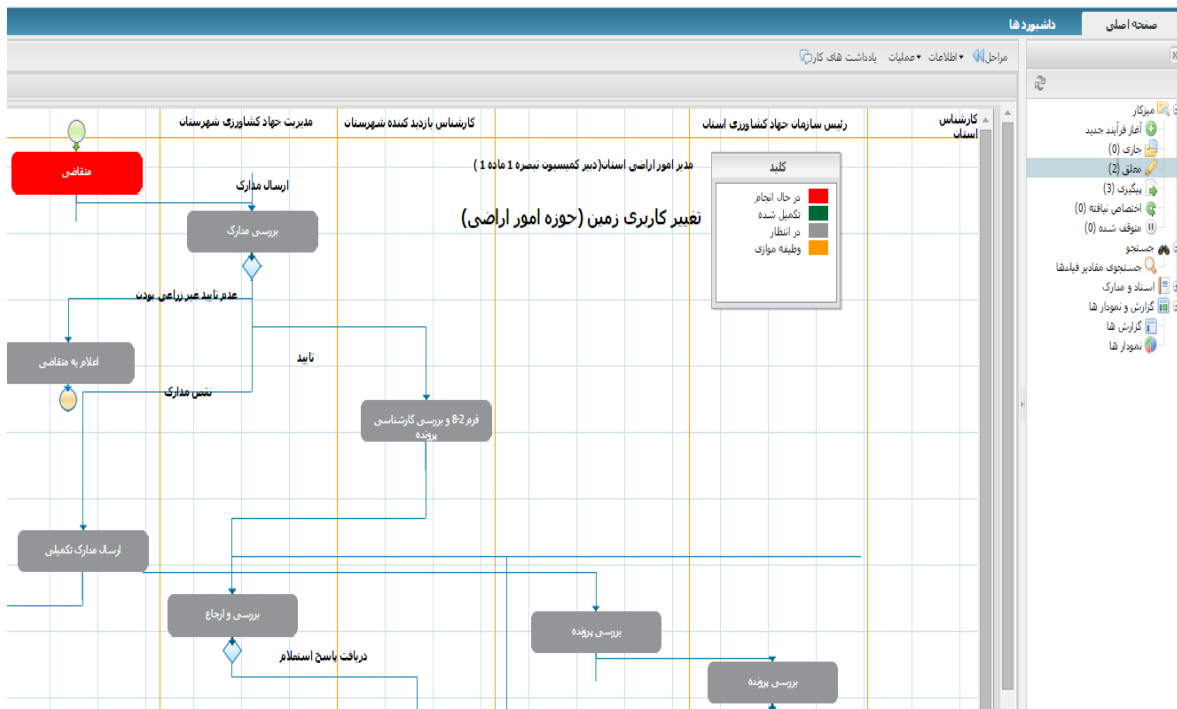 صفحه اصلی
داشبورد ها
مراحل
اطلاعات
عملیات
یادداشت های کار
میزکار
آغاز فرآیند جدید
جاری (0)
معلق (2)
پیگیری (3)
اختصاص نیافته (0)
متوقف شده (0)
جستجو
جستجوی مقادیر فیلدها
اسناد و مدارک
گزارش و نمودار ها
گزارش ها
نمودار ها
کارشناس
استان
رئیس سازمان جهاد کشاورزی استان
کارشناس بازدید کننده شهرستان
مدیریت جهاد کشاورزی شهرستان
مدیر امور اراضی استان(دبیر کمیسیون تبصره 1 ماده 1 )
کلید
در حال انجام
تکمیل شده
در انتظار
وظیفه موازی
تغییر کاربری زمین (حوزه امور اراضی)
متقاضی
ارسال مدارک
بررسی مدارک
عدم تایید غیر زراعی بودن
اعلام به متقاضی
تایید
نقص مدارک
فرم 2-8 و بررسی کارشناسی
پرونده
ارسال مدارک تکمیلی
بررسی و ارجاع
بررسی پرونده
دریافت پاسخ استعلام
بررسی پرونده